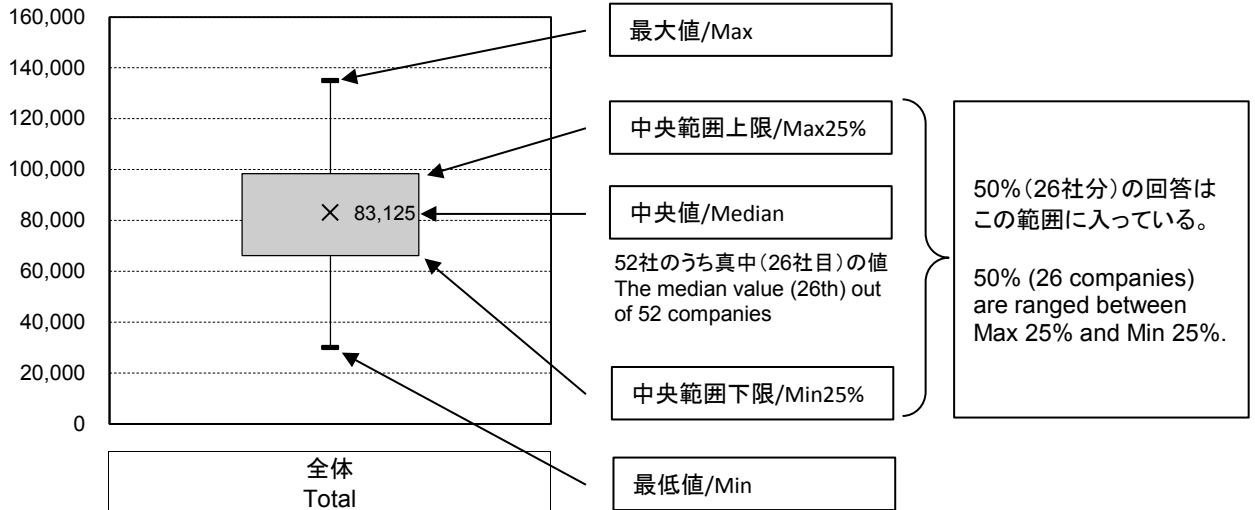 160,000
140,000
120,000
100,000
80,000
60,000
40,000
20,000
0
83,125
全体
Total
最大値/Max
中央範囲上限/Max25%
中央値/Median
52社のうち真中(26社目)の値
The median value (26th) out
of 52 companies
中央範囲下限/Min25%
最低値/Min
50%(26社分)の回答は
この範囲に入っている。
50% (26 companies)
are ranged between
Max 25% and Min 25%.